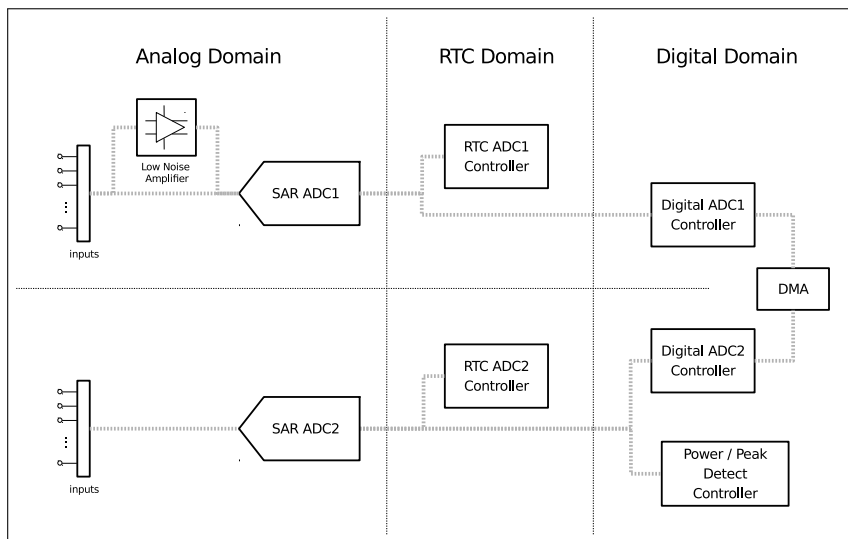 Analog Domain
RTC Domain
Digital Domain
Low Noise
Amplifier
inputs
SAR ADC1
RTC ADC1
Controller
Digital ADC1
Controller
DMA
inputs
SAR ADC2
RTC ADC2
Controller
Digital ADC2
Controller
Power / Peak
Detect
Controller